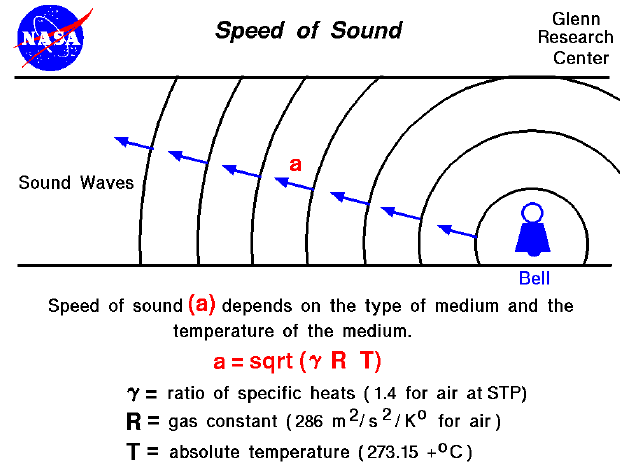 NASA
Speed of Sound
Glenn
Research
Center
a
Sound Waves
Bell
Speed of sound (a) depends on the type of medium and the
temperature of the medium.
a = sqrt ( γ R T)
γ = ratio of specific heats ( 1.4 for air at STP)
R = gas constant ( 286 m²/ s² / Kº for air )
T = absolute temperature ( 273.15 +ºC )